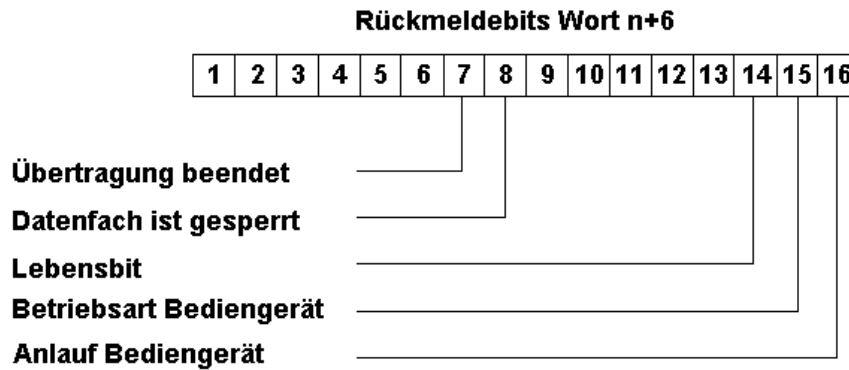 Rückmeldebits Wort n+6
1 2 3 4 5 6 7 8 9 10 11 12 13 14 15 16
Übertragung beendet
Datenfach ist gesperrt
Lebensbit
Betriebsart Bediengerät
Anlauf Bediengerät